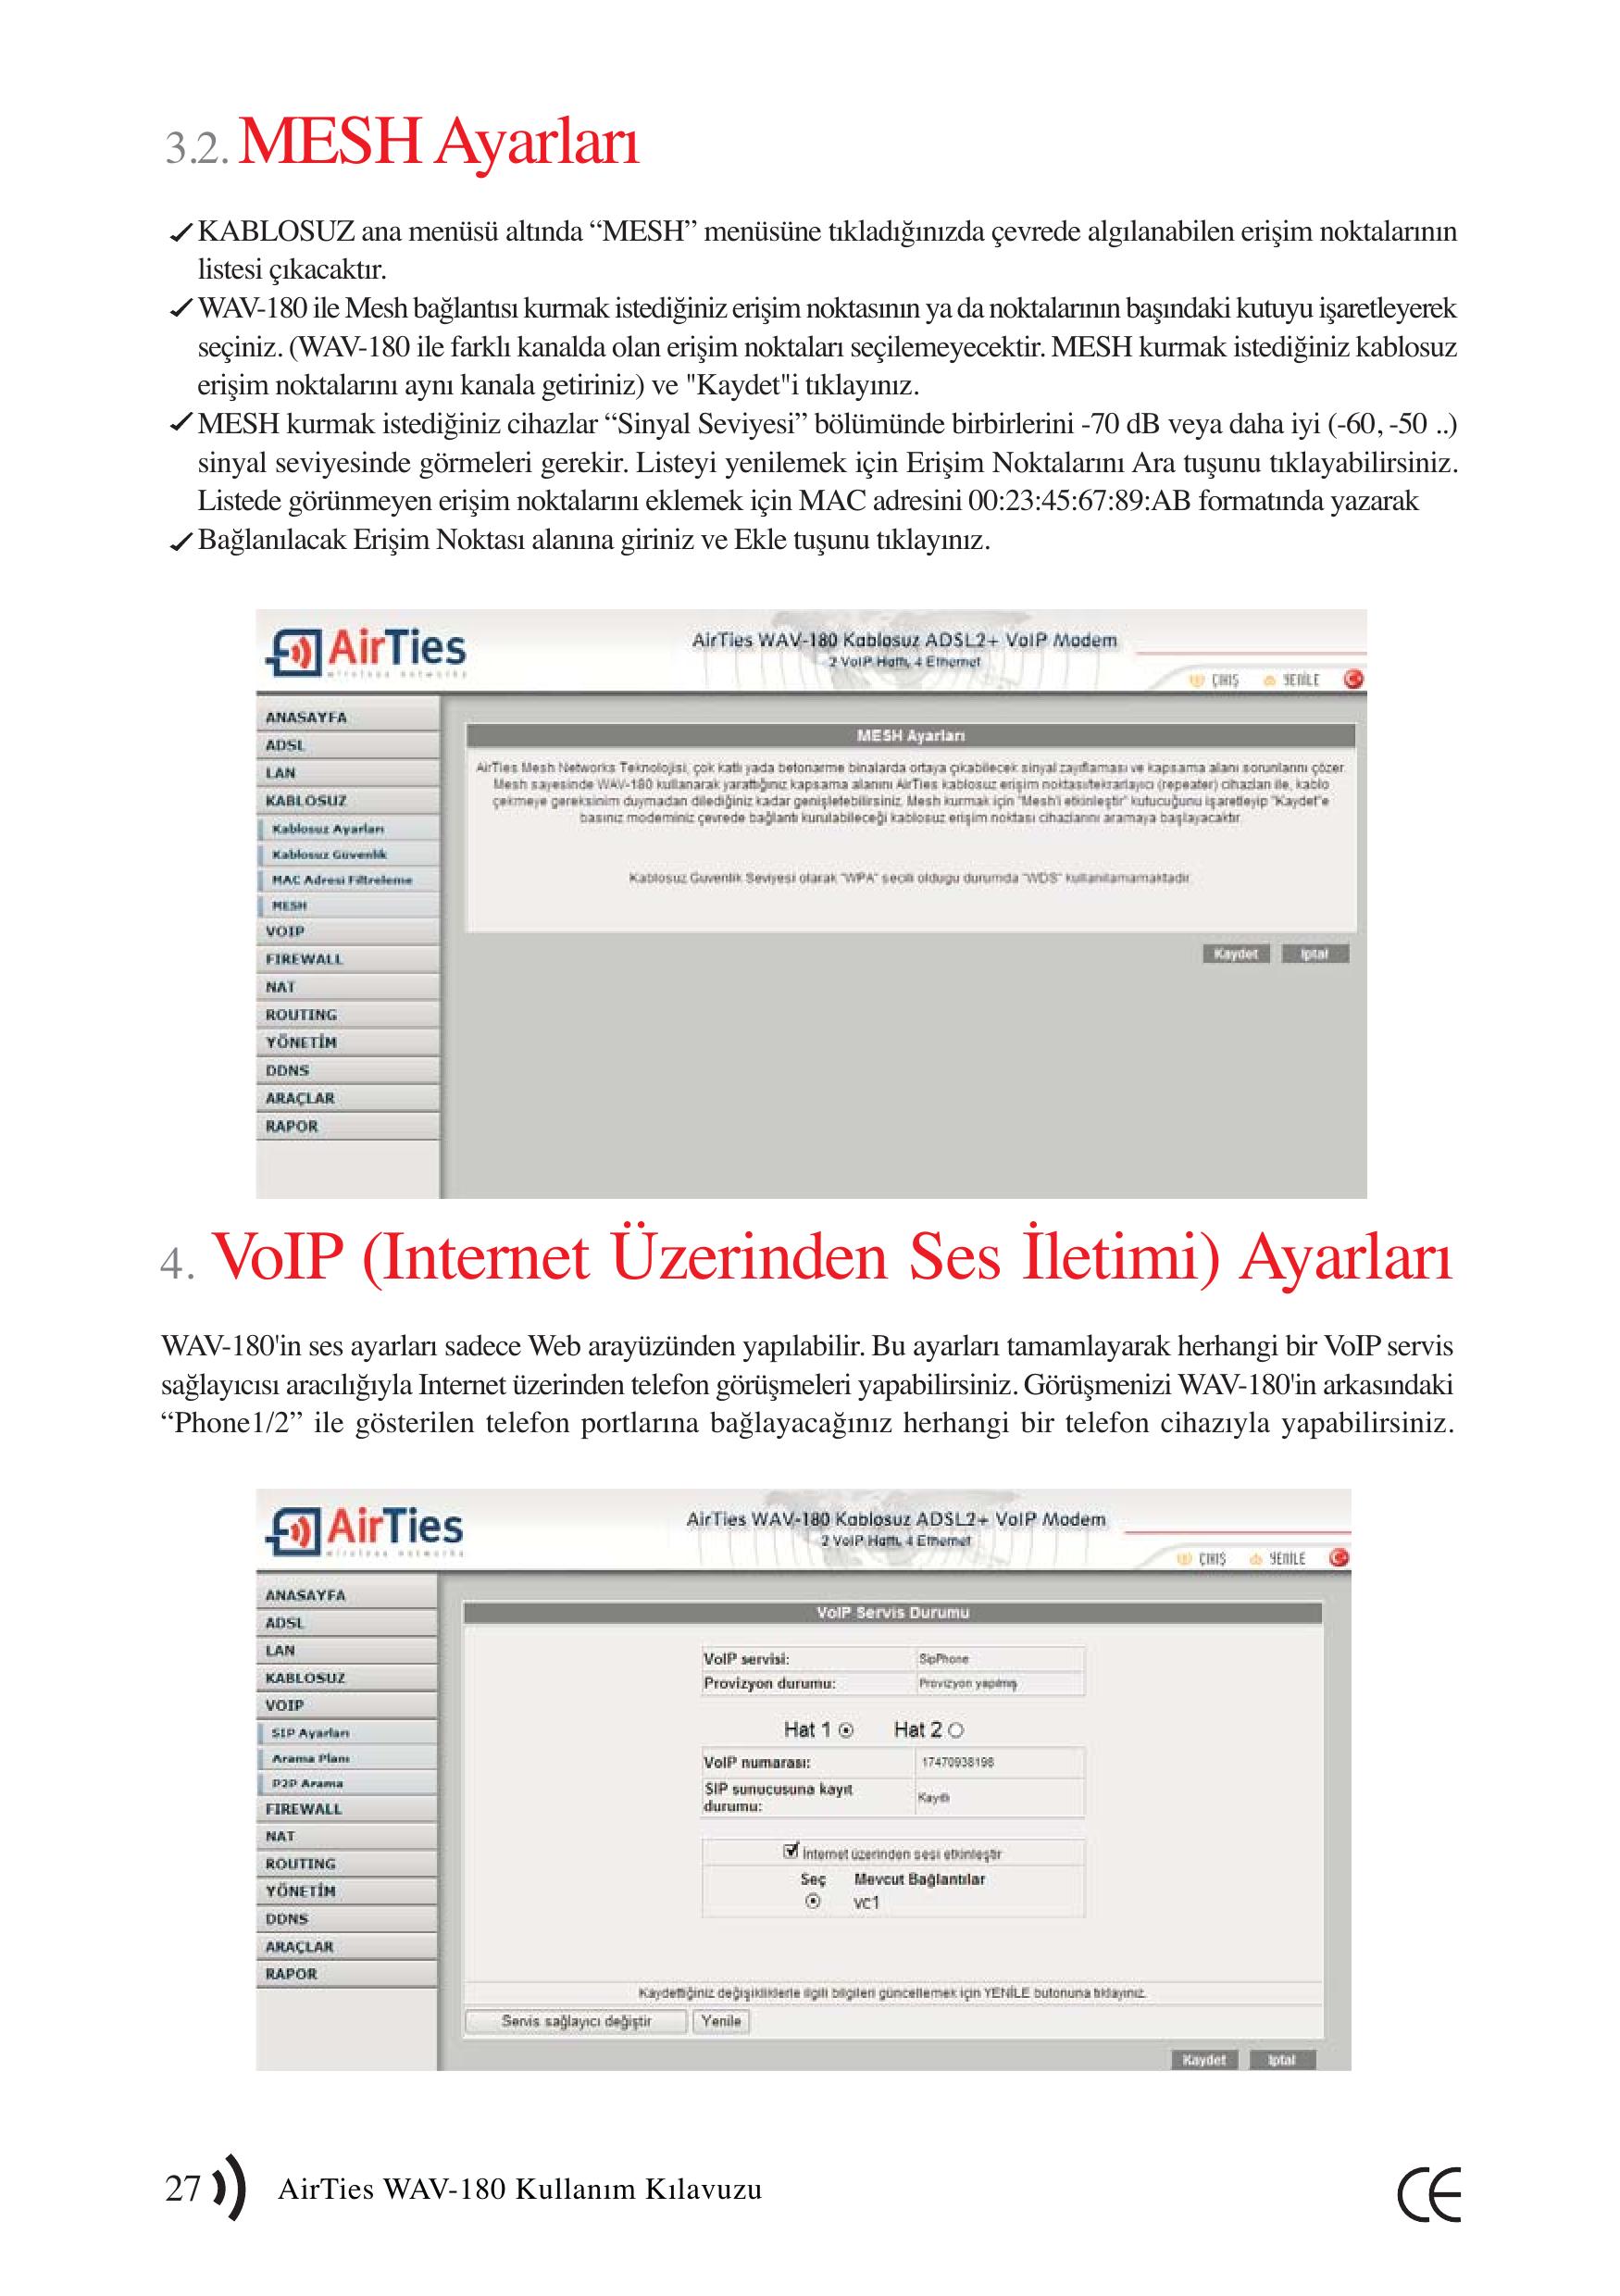 3.2. MESH Ayarları
KABLOSUZ ana menüsü altında “MESH” menüsüne tıkladığınızda çevrede algılanabilen erişim noktalarının
listesi çıkacaktır.
WAV-180 ile Mesh bağlantısı kurmak istediğiniz erişim noktasının ya da noktalarının başındaki kutuyu işaretleyerek
seçiniz. (WAV-180 ile farklı kanalda olan erişim noktaları seçilemeyecektir. MESH kurmak istediğiniz kablosuz
erişim noktalarını aynı kanala getiriniz) ve "Kaydet"i tıklayınız.
MESH kurmak istediğiniz cihazlar “Sinyal Seviyesi” bölümünde birbirlerini -70 dB veya daha iyi (-60, -50 ..)
sinyal seviyesinde görmeleri gerekir. Listeyi yenilemek için Erişim Noktalarını Ara tuşunu tıklayabilirsiniz.
Listede görünmeyen erişim noktalarını eklemek için MAC adresini 00:23:45:67:89:AB formatında yazarak
Bağlanılacak Erişim Noktası alanına giriniz ve Ekle tuşunu tıklayınız.
AirTies
wireless networks
AirTies WAV-180 Kablosuz ADSL2+ VoIP Modem
2 VoIP Hattı, 4 Ethernet
ÇIKIŞ YENİLE
ANASAYFA
ADSL
LAN
KABLOSUZ
Kablosuz Ayarları
Kablosuz Güvenlik
MAC Adresi Filtreleme
MESH
VOIP
FIREWALL
NAT
ROUTING
YÖNETİM
DDNS
ARAÇLAR
RAPOR
MESH Ayarları
AirTies Mesh Networks Teknolojisi, çok katlı yada betonarme binalarda ortaya çıkabilecek sinyal zayıflaması ve kapsama alanı sorunlarını çözer.
Mesh sayesinde WAV-180 kullanarak yarattığınız kapsama alanını AirTies kablosuz erişim noktası/tekrarlayıcı (repeater) cihazları ile, kablo
çekmeye gereksinim duymadan dilediğiniz kadar genişletebilirsiniz. Mesh kurmak için "Mesh'i etkinleştir" kutucuğunu işaretleyip "Kaydet"e
basınız modeminiz çevrede bağlantı kurulabileceği kablosuz erişim noktası cihazlarını aramaya başlayacaktır.
Kablosuz Guvenlik Seviyesi olarak "WPA" secili oldugu durumda "WDS" kullanılamamaktadir.
Kaydet İptal
4. VoIP (Internet Üzerinden Ses İletimi) Ayarları
WAV-180'in ses ayarları sadece Web arayüzünden yapılabilir. Bu ayarları tamamlayarak herhangi bir VoIP servis
sağlayıcısı aracılığıyla Internet üzerinden telefon görüşmeleri yapabilirsiniz. Görüşmenizi WAV-180'in arkasındaki
“Phone1/2” ile gösterilen telefon portlarına bağlayacağınız herhangi bir telefon cihazıyla yapabilirsiniz.
AirTies
wireless networks
AirTies WAV-180 Kablosuz ADSL2+ VoIP Modem
2 VoIP Hattı, 4 Ethernet
ÇIKIŞ YENİLE
ANASAYFA
ADSL
LAN
KABLOSUZ
VOIP
SIP Ayarları
Arama Planı
P2P Arama
FIREWALL
NAT
ROUTING
YÖNETİM
DDNS
ARAÇLAR
RAPOR
VoIP Servis Durumu
VoIP servisi: SipPhone
Provizyon durumu: Provizyon yapılmış
Hat 1 Hat 2
VoIP numarası: 17470938198
SIP sunucusuna kayıt
durumu: Kayıtlı
İnternet üzerinden sesi etkinleştir
Seç Mevcut Bağlantılar
vc1
Kaydettiğiniz değişikliklerle ilgili bilgileri güncellemek için YENİLE butonuna tıklayınız.
Servis sağlayıcı değiştir Yenile
Kaydet İptal
27 AirTies WAV-180 Kullanım Kılavuzu
CE